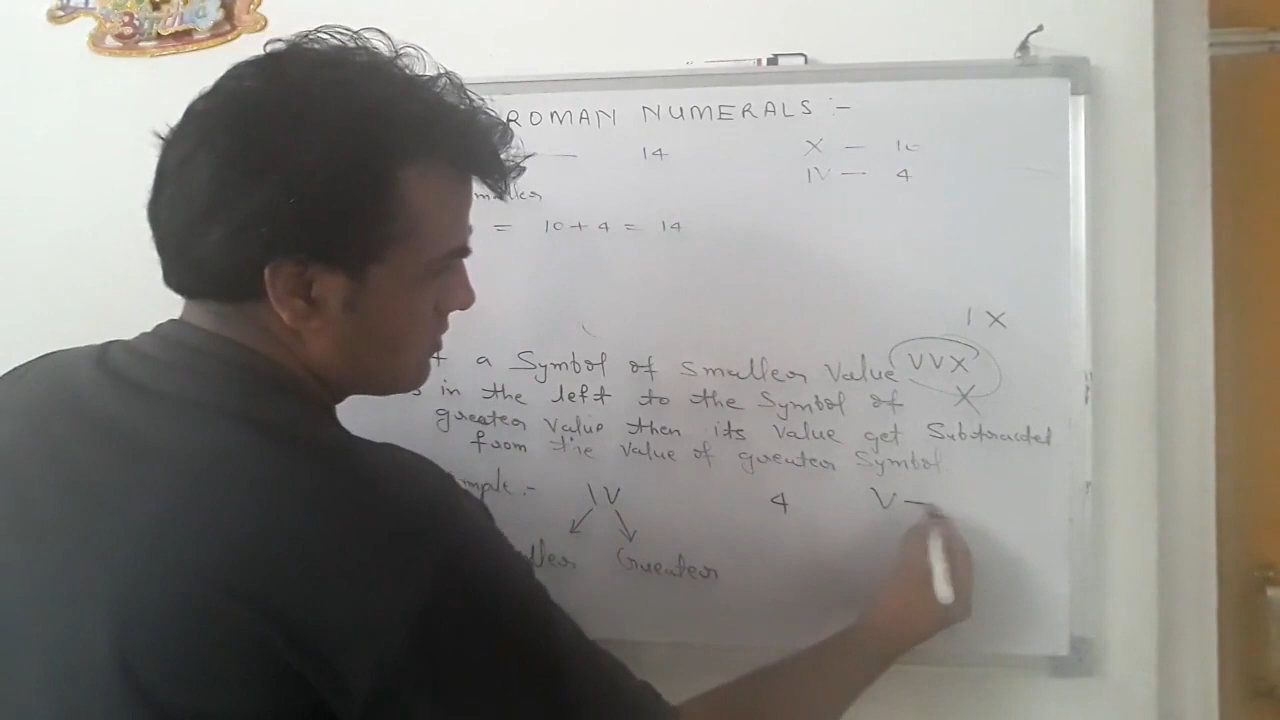 ROMAN NUMERALS :-
— 14 X — 10
IV — 4
= 10 + 4 = 14
IX
a Symbol of Smaller Value VVX
in the left to the Symbol of X
greater value then its value get Subtracted
from the value of greater Symbol
IV 4 V —
Greater